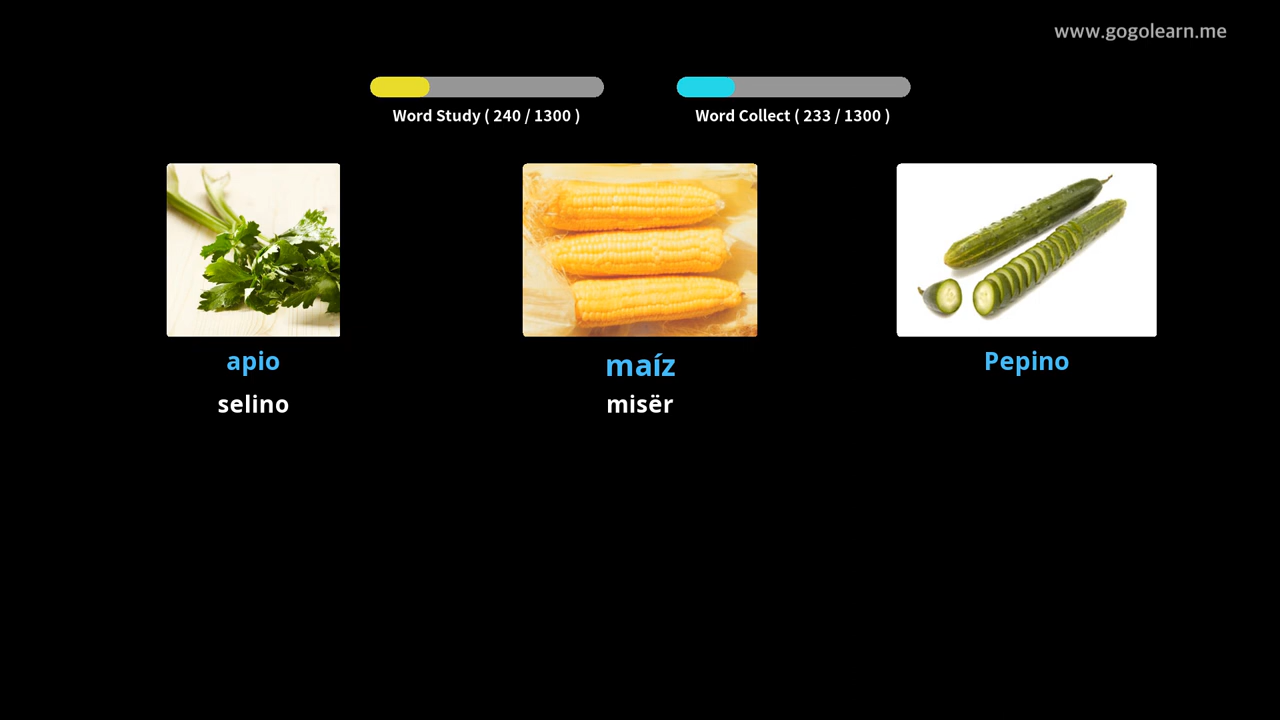 www.gogolearn.me
Word Study ( 240 / 1300 )
Word Collect ( 233 / 1300 )
apio
maíz
Pepino
selino
misër